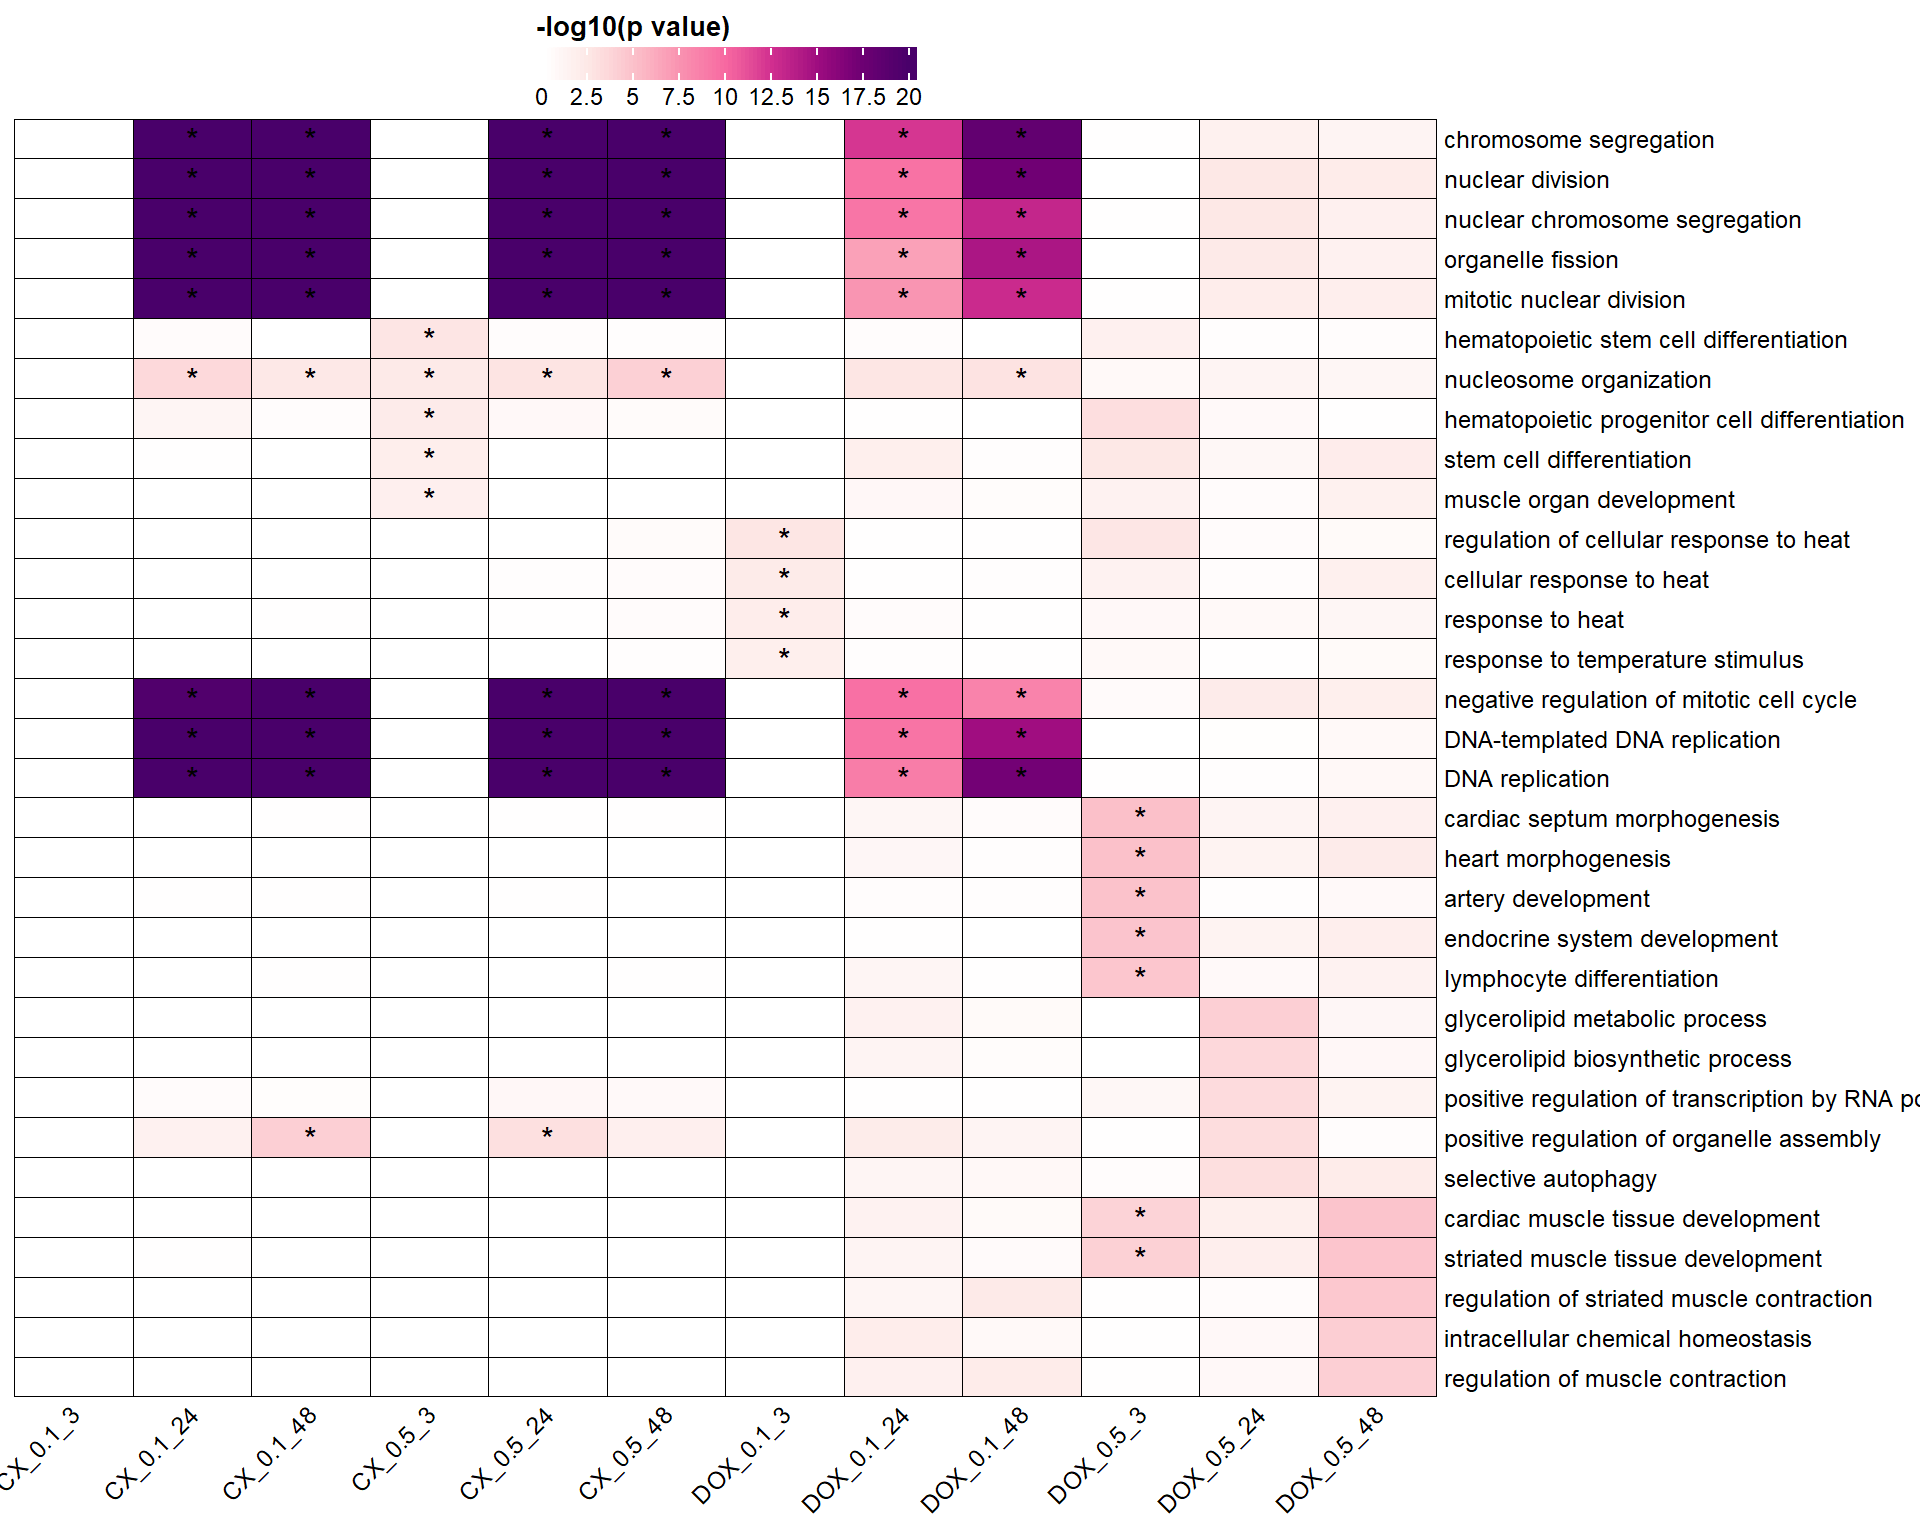 -log10(p value)
0 2.5 5 7.5 10 12.5 15 17.5 20
* * * * * * chromosome segregation
* * * * * * nuclear division
* * * * * * nuclear chromosome segregation
* * * * * * organelle fission
* * * * * * mitotic nuclear division
* hematopoietic stem cell differentiation
* * * * * * nucleosome organization
* hematopoietic progenitor cell differentiation
* stem cell differentiation
* muscle organ development
* regulation of cellular response to heat
* cellular response to heat
* response to heat
* response to temperature stimulus
* * * * * * negative regulation of mitotic cell cycle
* * * * * * DNA-templated DNA replication
* * * * * * DNA replication
* cardiac septum morphogenesis
* heart morphogenesis
* artery development
* endocrine system development
* lymphocyte differentiation
glycerolipid metabolic process
glycerolipid biosynthetic process
positive regulation of transcription by RNA
* * positive regulation of organelle assembly
selective autophagy
* cardiac muscle tissue development
* striated muscle tissue development
regulation of striated muscle contraction
intracellular chemical homeostasis
regulation of muscle contraction
CX_0.1_3 CX_0.1_24 CX_0.1_48 CX_0.5_3 CX_0.5_24 CX_0.5_48 DOX_0.1_3 DOX_0.1_24 DOX_0.1_48 DOX_0.5_3 DOX_0.5_24 DOX_0.5_48